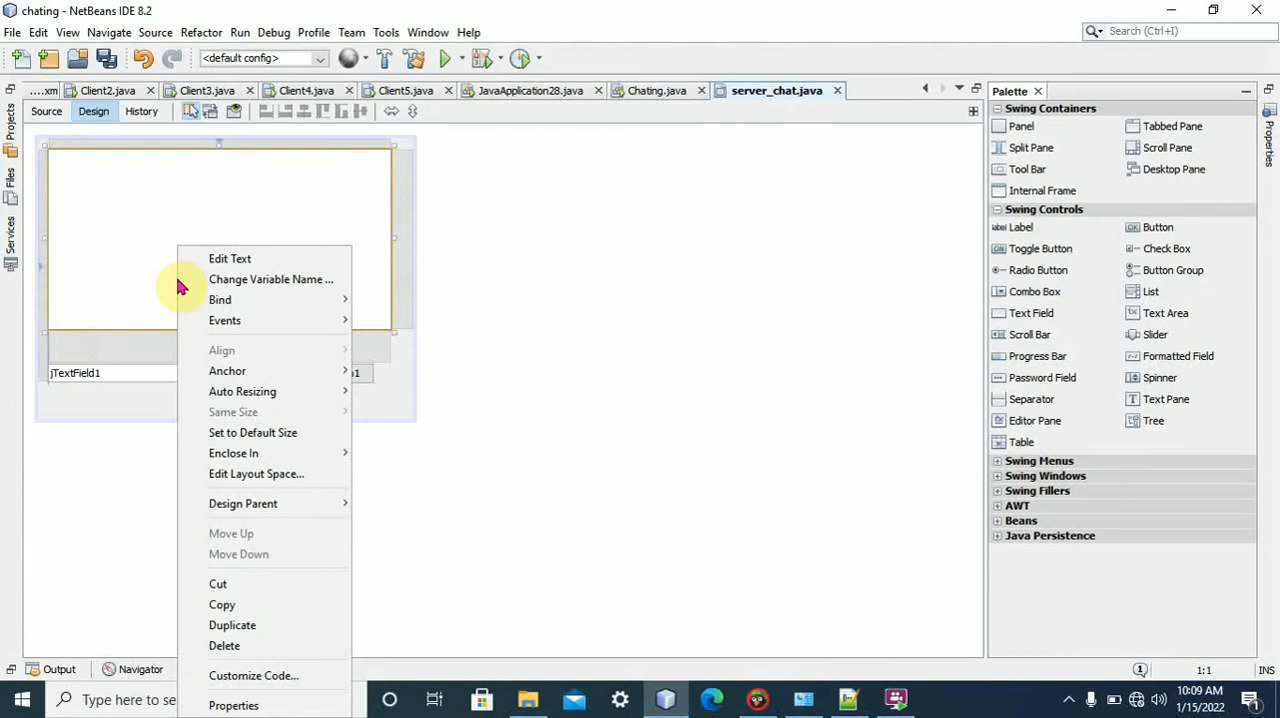 chating - NetBeans IDE 8.2
File Edit View Navigate Source Refactor Run Debug Profile Team Tools Window Help
Search (Ctrl+I)
<default config>
....xm Client2.java Client3.java Client4.java Client5.java JavaApplication28.java Chating.java server_chat.java
Source Design History
Projects
Files
Services
jTextField1
Edit Text
Change Variable Name ...
Bind
Events
Align
Anchor
Auto Resizing
Same Size
Set to Default Size
Enclose In
Edit Layout Space...
Design Parent
Move Up
Move Down
Cut
Copy
Duplicate
Delete
Customize Code...
Properties
Palette
Swing Containers
Panel Tabbed Pane
Split Pane Scroll Pane
Tool Bar Desktop Pane
Internal Frame
Swing Controls
label Label OK Button
Toggle Button Check Box
Radio Button Button Group
Combo Box List
Text Field Text Area
Scroll Bar Slider
Progress Bar Formatted Field
Password Field Spinner
Separator Text Pane
Editor Pane Tree
Table
Swing Menus
Swing Windows
Swing Fillers
AWT
Beans
Java Persistence
Properties
Output Navigator
1 1:1 INS
Type here to se
10:09 AM
1/15/2022